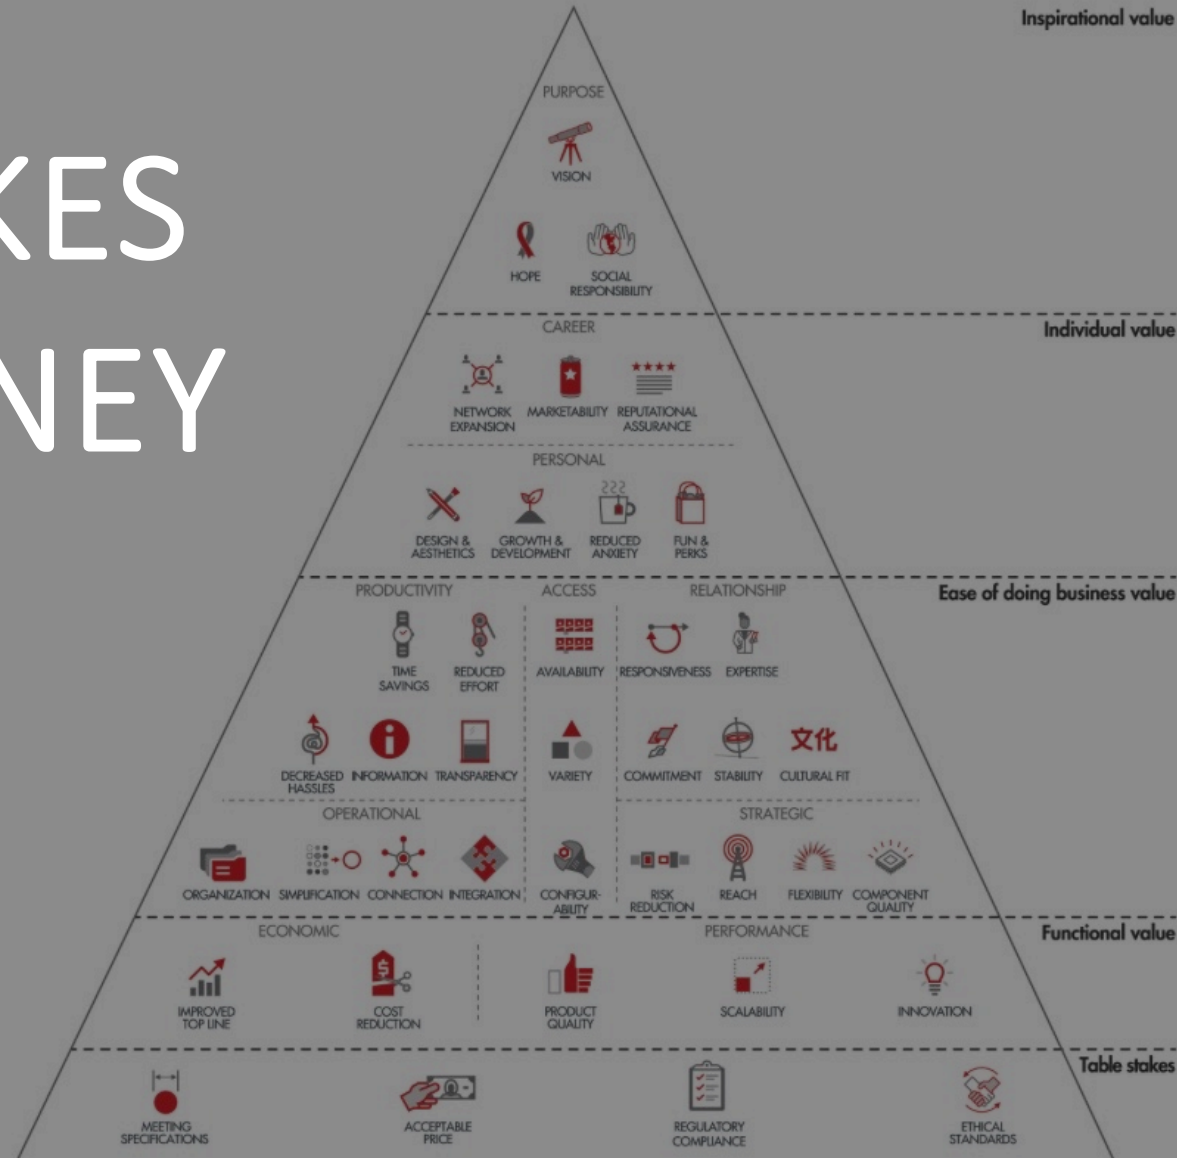 KES
NEY
Inspirational value
PURPOSE
VISION
HOPE
SOCIAL
RESPONSIBILITY
Individual value
CAREER
NETWORK
EXPANSION
MARKETABILITY
REPUTATIONAL
ASSURANCE
PERSONAL
DESIGN &
AESTHETICS
GROWTH &
DEVELOPMENT
REDUCED
ANXIETY
FUN &
PERKS
Ease of doing business value
PRODUCTIVITY
ACCESS
RELATIONSHIP
TIME
SAVINGS
REDUCED
EFFORT
AVAILABILITY
RESPONSIVENESS
EXPERTISE
DECREASED
HASSLES
INFORMATION
TRANSPARENCY
VARIETY
COMMITMENT
STABILITY
文化
CULTURAL FIT
OPERATIONAL
STRATEGIC
ORGANIZATION
SIMPLIFICATION
CONNECTION
INTEGRATION
CONFIGUR-
ABILITY
RISK
REDUCTION
REACH
FLEXIBILITY
COMPONENT
QUALITY
Functional value
ECONOMIC
PERFORMANCE
$
IMPROVED
TOP LINE
COST
REDUCTION
PRODUCT
QUALITY
SCALABILITY
INNOVATION
Table stakes
MEETING
SPECIFICATIONS
ACCEPTABLE
PRICE
REGULATORY
COMPLIANCE
ETHICAL
STANDARDS